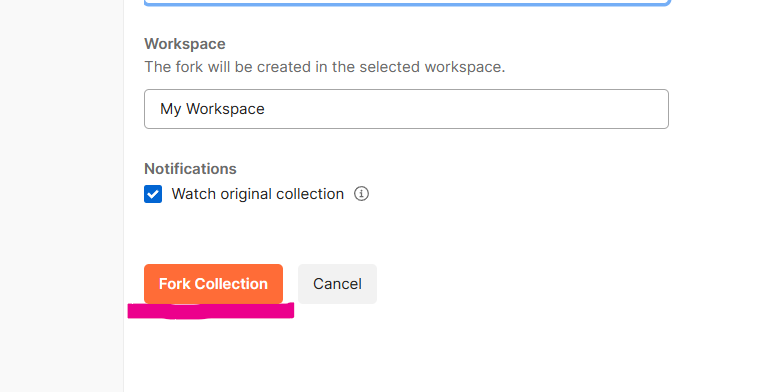 Workspace
The fork will be created in the selected workspace.
My Workspace
Notifications
Watch original collection
Fork Collection
Cancel